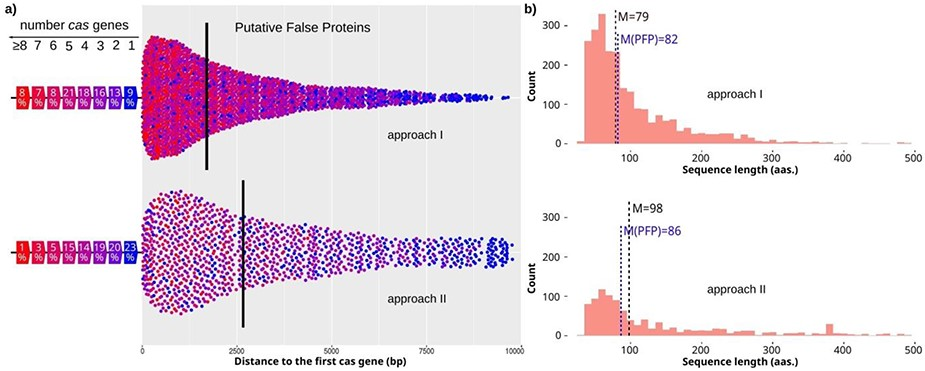 a)
number cas genes
≥8 7 6 5 4 3 2 1
8 7 8 21 18 16 13 9
% % % % % % % %
Putative False Proteins
approach I
1 3 5 15 14 19 20 23
% % % % % % % %
approach II
0 2500 5000 7500 10000
Distance to the first cas gene (bp)
b)
300
200
100
0
Count
M=79
M(PFP)=82
approach I
100 200 300 400 500
Sequence length (aas.)
300
200
100
0
Count
M=98
M(PFP)=86
approach II
100 200 300 400 500
Sequence length (aas.)